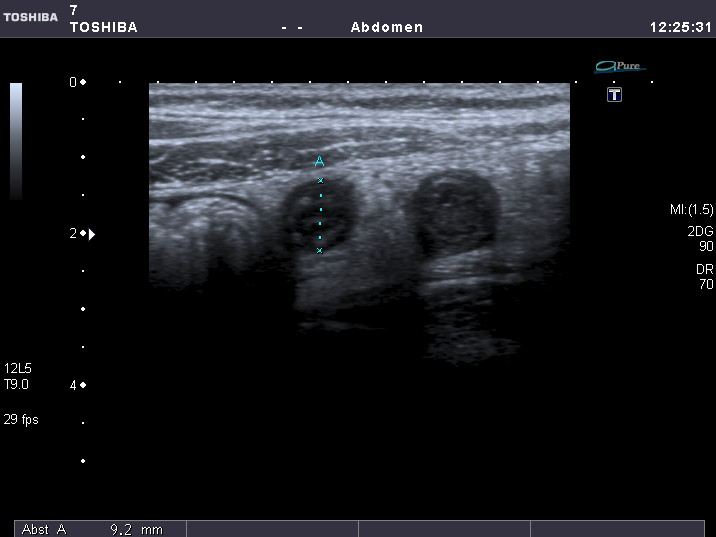 TOSHIBA
7
TOSHIBA - - Abdomen 12:25:31
0
Pure
T
A
MI:(1.5)
2
2DG
90
DR
70
12L5
T9.0
4
29 fps
Abst A 9.2 mm